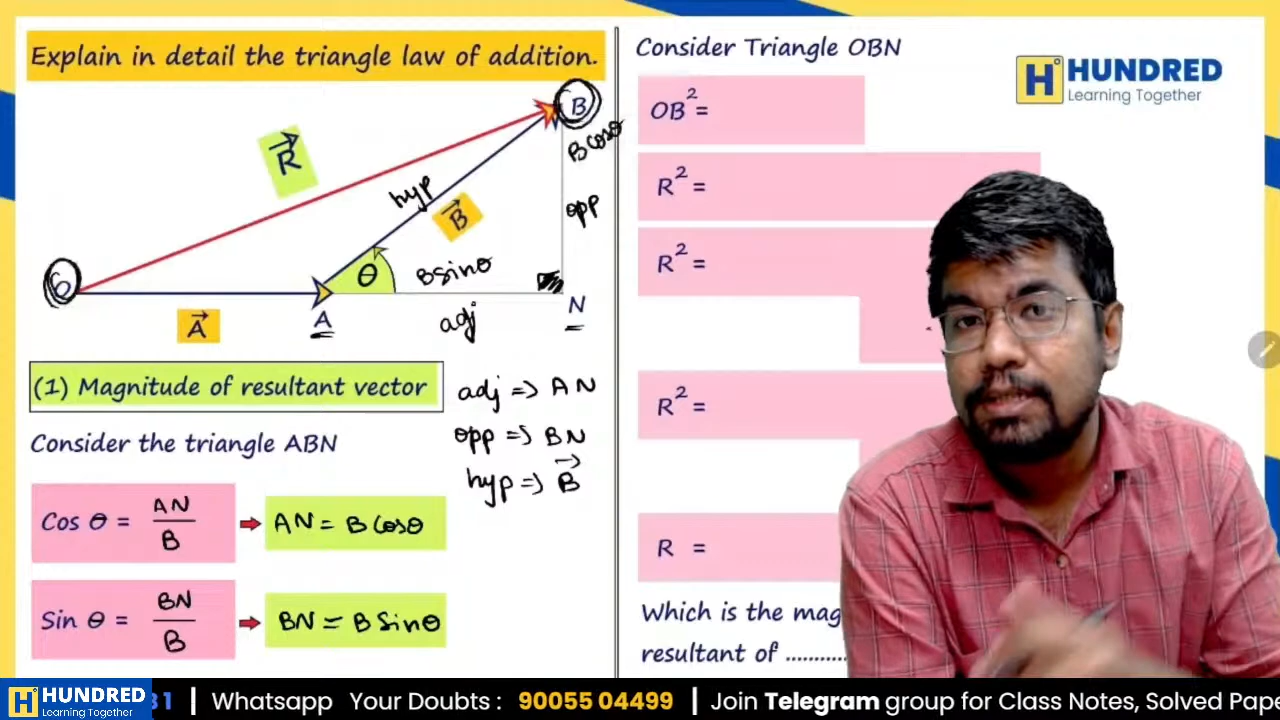 Explain in detail the triangle law of addition.
B
B cosθ
R
hyp
opp
B
θ
B sinθ
O
A
A
adj
N
(1) Magnitude of resultant vector
adj => AN
opp => BN
hyp => B
Consider the triangle ABN
Cos θ = AN/B
AN = B Cosθ
Sin θ = BN/B
BN = B Sinθ
Consider Triangle OBN
OB² =
R² =
R² =
R² =
R =
Which is the mag
resultant of ..........
H HUNDRED
Learning Together
H HUNDRED
Learning Together
31 | Whatsapp Your Doubts : 90055 04499 | Join Telegram group for Class Notes, Solved Pape